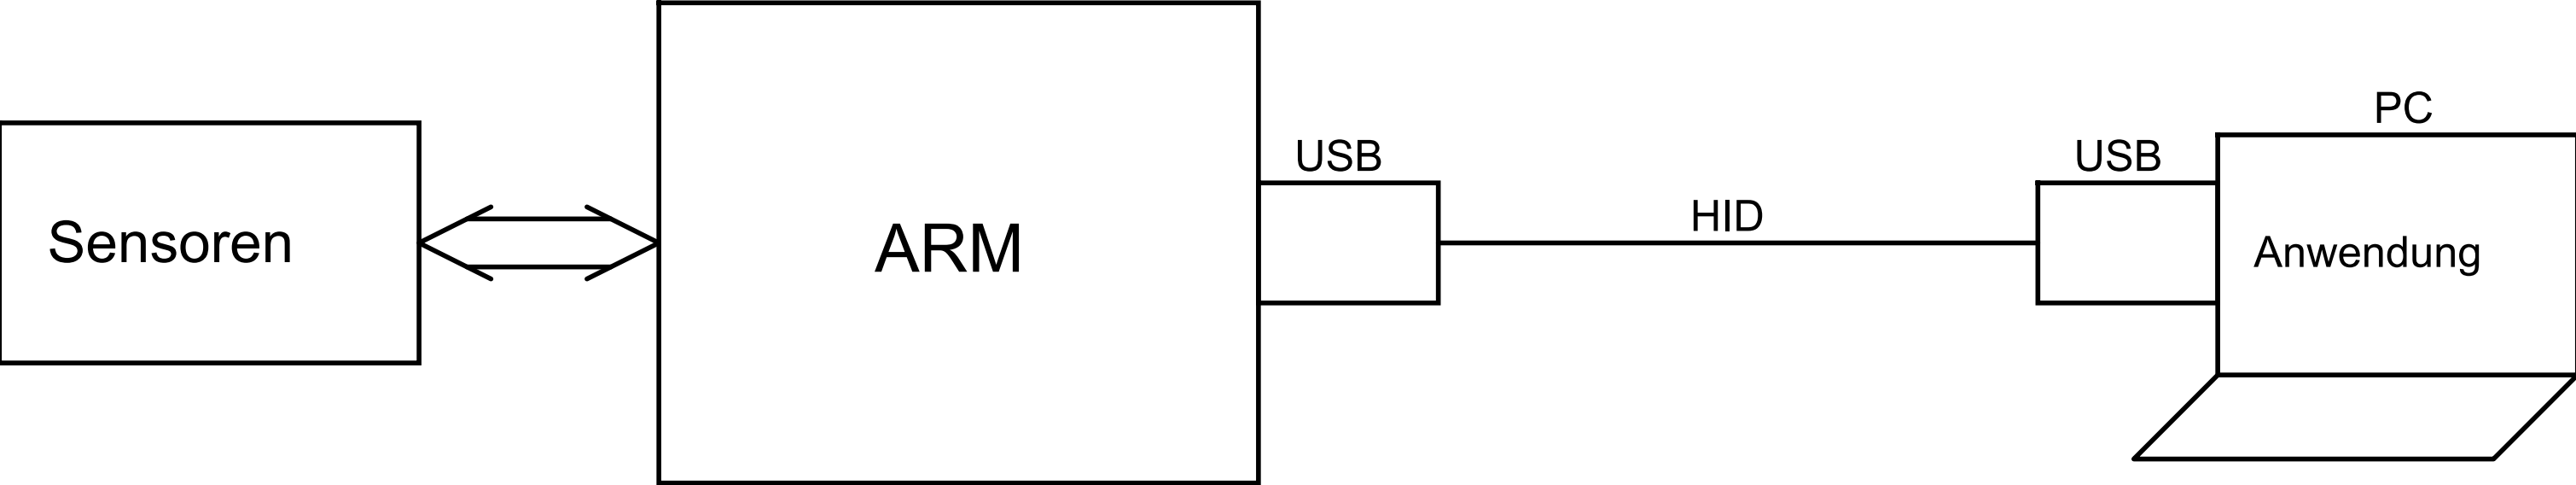 Sensoren
ARM
USB
HID
USB
PC
Anwendung